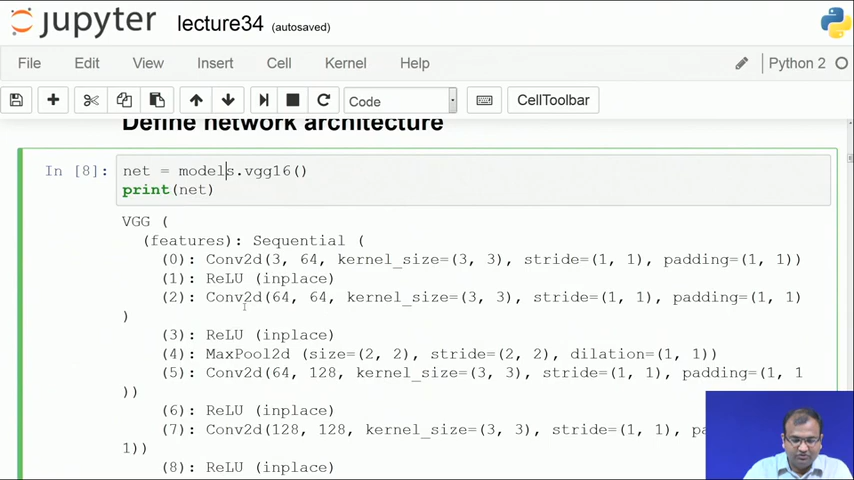 jupyter lecture34 (autosaved)
File Edit View Insert Cell Kernel Help Python 2
Code CellToolbar
Define network architecture
In [8]: net = models.vgg16()
print(net)
VGG (
(features): Sequential (
(0): Conv2d(3, 64, kernel_size=(3, 3), stride=(1, 1), padding=(1, 1))
(1): ReLU (inplace)
(2): Conv2d(64, 64, kernel_size=(3, 3), stride=(1, 1), padding=(1, 1)
)
(3): ReLU (inplace)
(4): MaxPool2d (size=(2, 2), stride=(2, 2), dilation=(1, 1))
(5): Conv2d(64, 128, kernel_size=(3, 3), stride=(1, 1), padding=(1, 1
))
(6): ReLU (inplace)
(7): Conv2d(128, 128, kernel_size=(3, 3), stride=(1, 1), pa
1))
(8): ReLU (inplace)